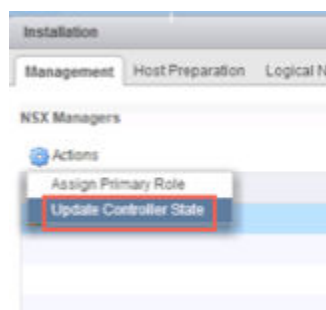 Installation
Management Host Preparation Logical N
NSX Managers
Actions
Assign Primary Role
Update Controller State